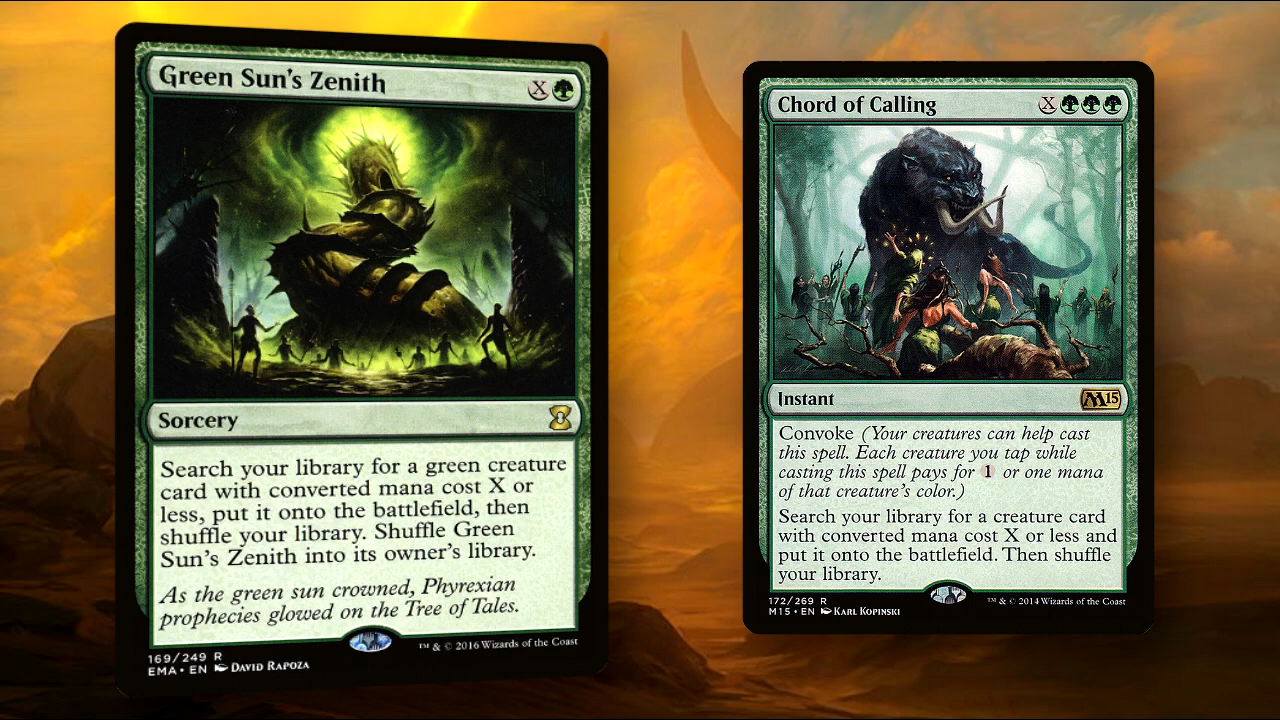 Green Sun's Zenith
X
Sorcery
Search your library for a green creature
card with converted mana cost X or
less, put it onto the battlefield, then
shuffle your library. Shuffle Green
Sun's Zenith into its owner's library.
As the green sun crowned, Phyrexian
prophecies glowed on the Tree of Tales.
169/249 R
EMA • EN DAVID RAPOZA
™ & © 2016 Wizards of the Coast
Chord of Calling
X
Instant
M15
Convoke (Your creatures can help cast
this spell. Each creature you tap while
casting this spell pays for 1 or one mana
of that creature's color.)
Search your library for a creature card
with converted mana cost X or less and
put it onto the battlefield. Then shuffle
your library.
172/269 R
M15 • EN KARL KOPINSKI
™ & © 2014 Wizards of the Coast